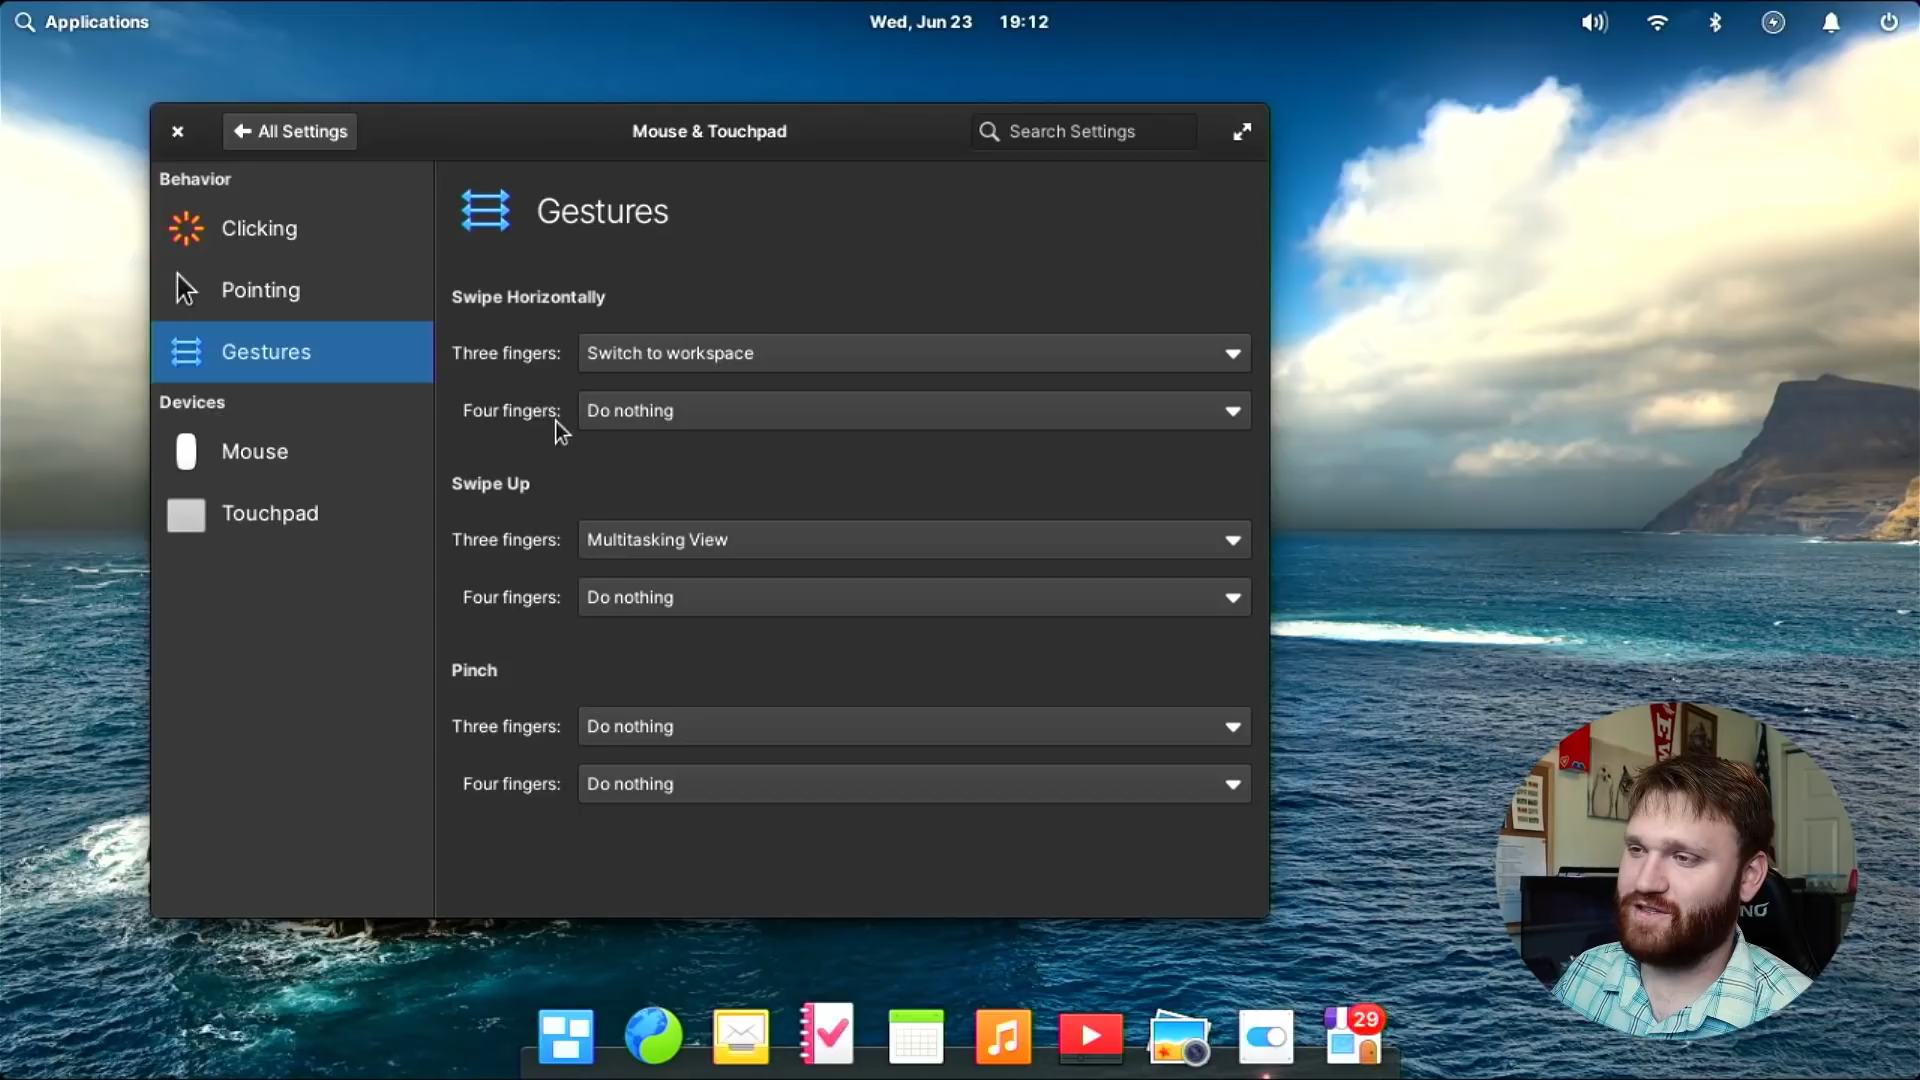 Applications
Wed, Jun 23 19:12
All Settings
Mouse & Touchpad
Search Settings
Behavior
Clicking
Pointing
Gestures
Devices
Mouse
Touchpad
Gestures
Swipe Horizontally
Three fingers: Switch to workspace
Four fingers: Do nothing
Swipe Up
Three fingers: Multitasking View
Four fingers: Do nothing
Pinch
Three fingers: Do nothing
Four fingers: Do nothing
29